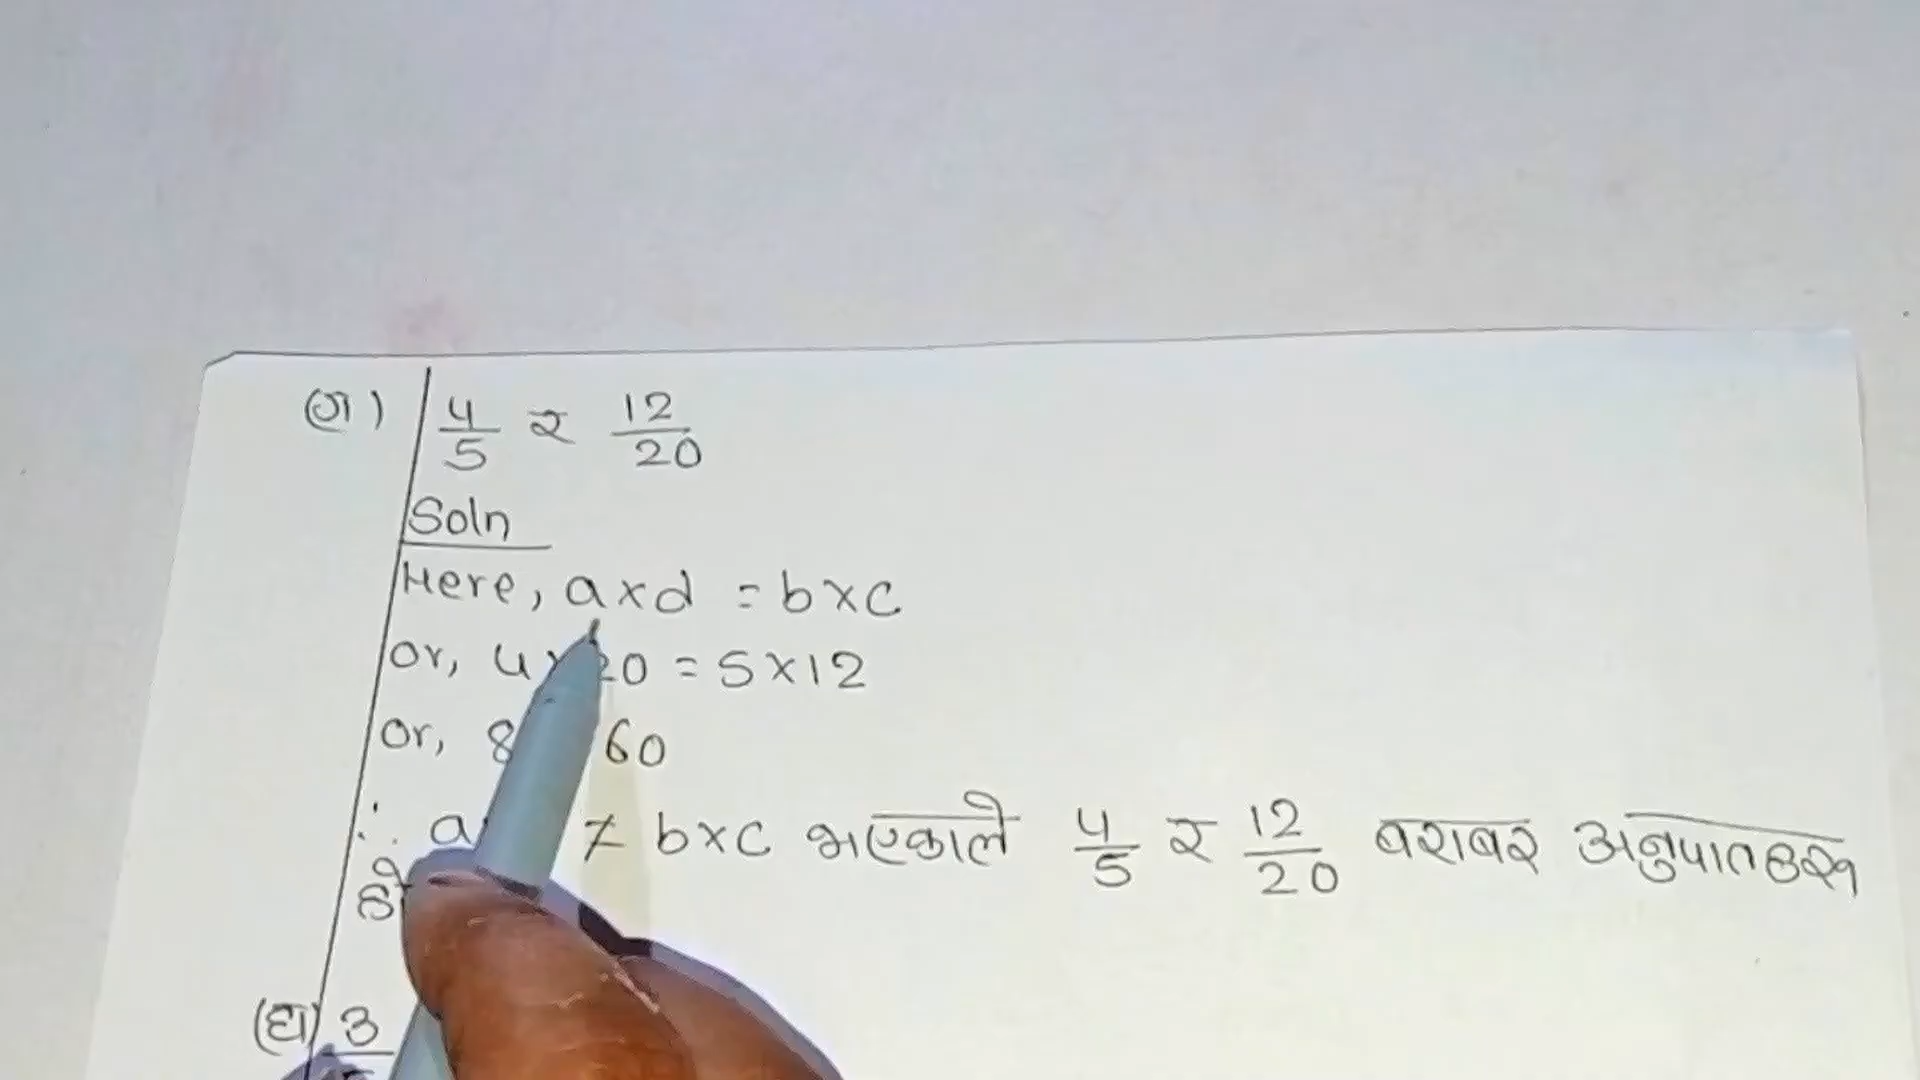 (ग) 4/5 र 12/20
Soln
Here, a×d = b×c
or, 4×20 = 5×12
or, 8 60
∴ a ≠ b×c भएकाले 4/5 र 12/20 बराबर अनुपातहरू
(घ) 3